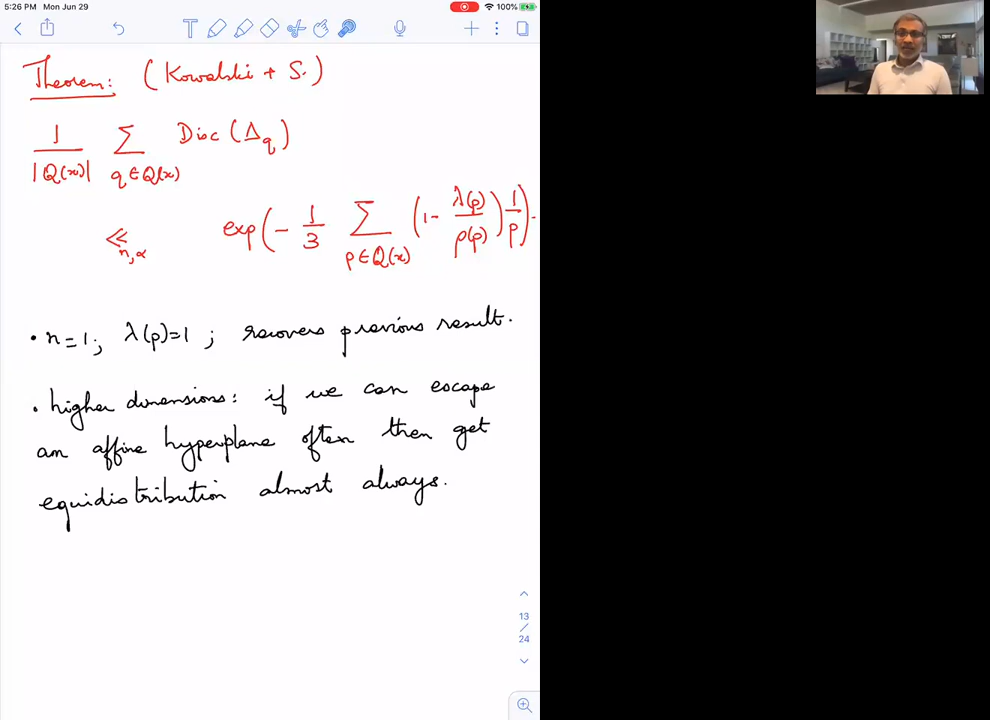 5:26 PM Mon Jun 29
100%
Theorem: (Kowalski + S.)
1/|Q(x)| ∑_{q∈Q(x)} Disc(Δ_q)
≪_{n,α} exp(-1/3 ∑_{p∈Q(x)} (1-λ(p)/ρ(p)) 1/p).
• n=1; λ(p)=1; recovers previous result.
• higher dimensions: if we can escape
an affine hyperplane often then get
equidistribution almost always.
13
/
24